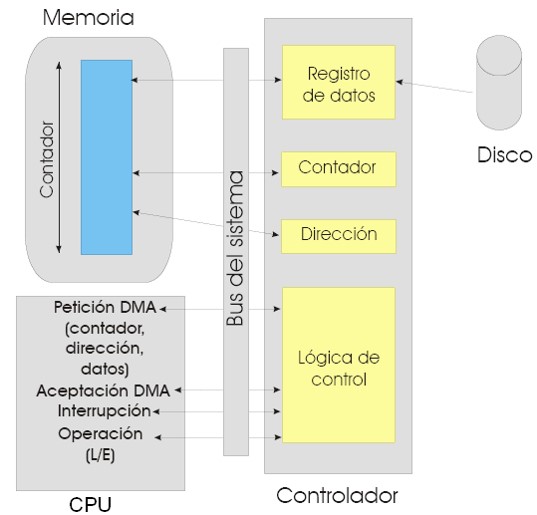 Memoria
Contador
Bus del sistema
Registro
de datos
Contador
Dirección
Lógica de
control
Controlador
Disco
Petición DMA
(contador,
dirección,
datos)
Aceptación DMA
Interrupción
Operación
(L/E)
CPU